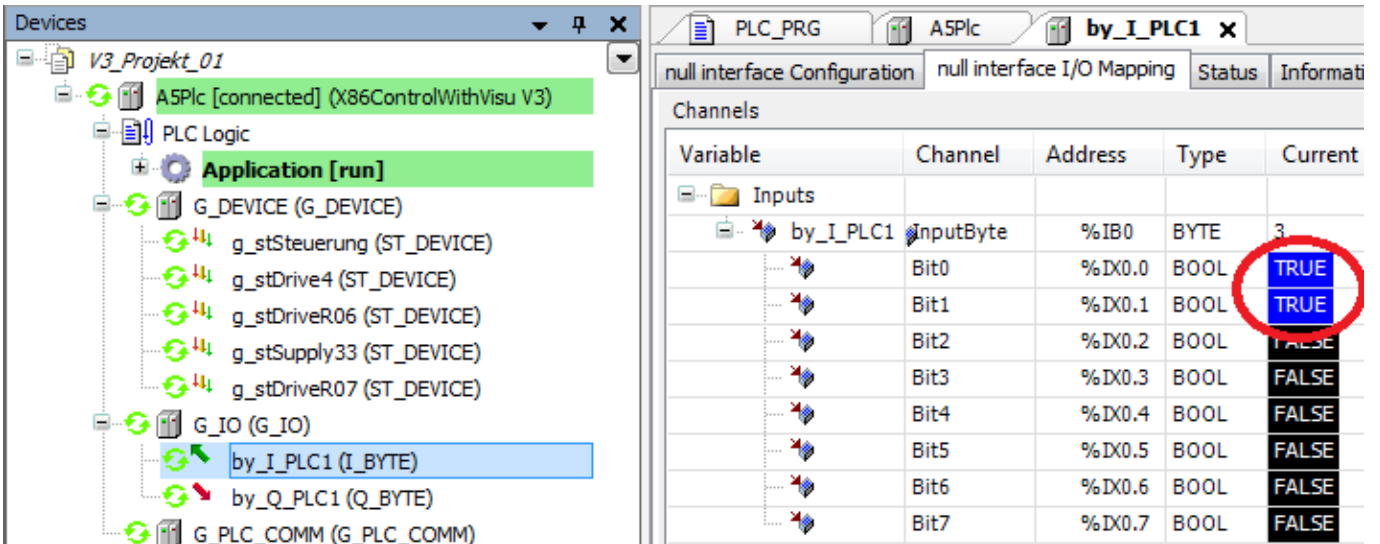 Devices
V3_Projekt_01
A5Plc [connected] (X86ControlWithVisu V3)
PLC Logic
Application [run]
G_DEVICE (G_DEVICE)
g_stSteuerung (ST_DEVICE)
g_stDrive4 (ST_DEVICE)
g_stDriveR06 (ST_DEVICE)
g_stSupply33 (ST_DEVICE)
g_stDriveR07 (ST_DEVICE)
G_IO (G_IO)
by_I_PLC1 (I_BYTE)
by_Q_PLC1 (Q_BYTE)
G_PLC_COMM (G_PLC_COMM)
PLC_PRG A5Plc by_I_PLC1 x
null interface Configuration null interface I/O Mapping Status Informati
Channels
Variable Channel Address Type Current
Inputs
by_I_PLC1 InputByte %IB0 BYTE 3
Bit0 %IX0.0 BOOL TRUE
Bit1 %IX0.1 BOOL TRUE
Bit2 %IX0.2 BOOL FALSE
Bit3 %IX0.3 BOOL FALSE
Bit4 %IX0.4 BOOL FALSE
Bit5 %IX0.5 BOOL FALSE
Bit6 %IX0.6 BOOL FALSE
Bit7 %IX0.7 BOOL FALSE